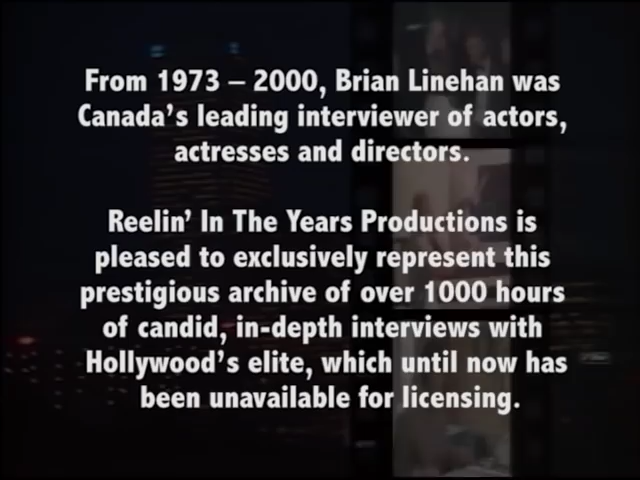 From 1973 – 2000, Brian Linehan was
Canada's leading interviewer of actors,
actresses and directors.
Reelin' In The Years Productions is
pleased to exclusively represent this
prestigious archive of over 1000 hours
of candid, in-depth interviews with
Hollywood's elite, which until now has
been unavailable for licensing.